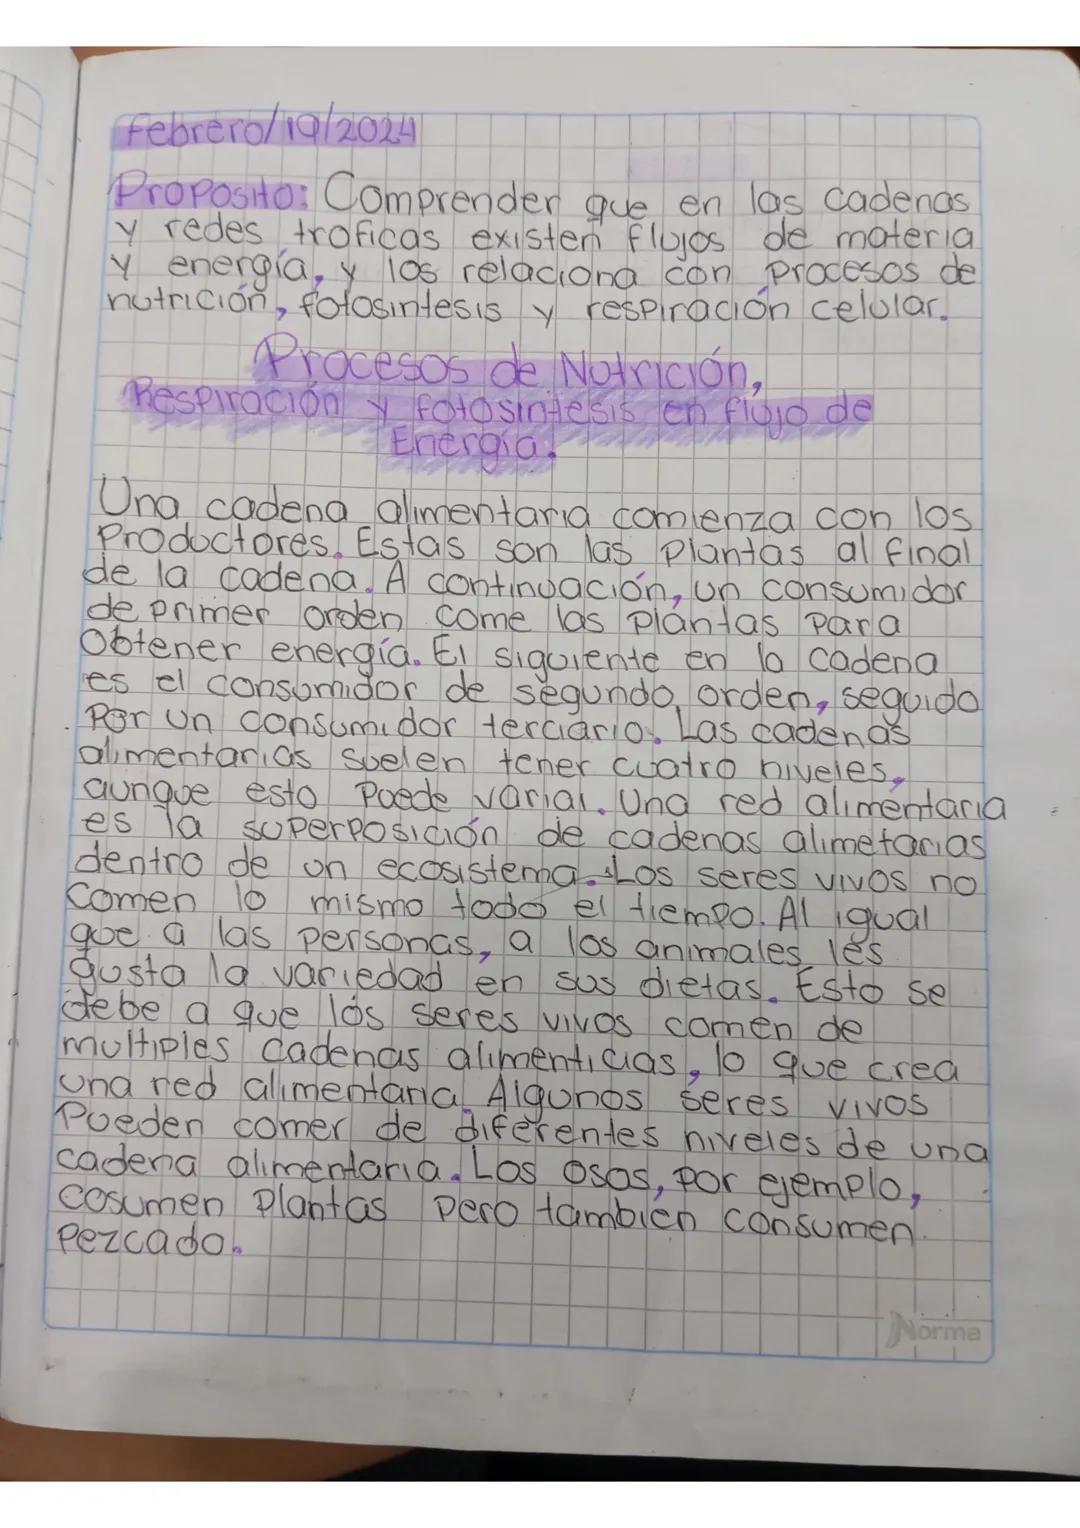 Febrero/19/2024
Proposito: Comprender que en las cadenas
y redes troficas existen flujos de materia
y energía, y los relaciona con procesos de
nutrición, fotosintesis y respiración celular.
Procesos de Nutrición,
Respiración y fotosintesis en flujo de
Energía.
Una cadena alimentaria comienza con los
Productores. Estas son las plantas al final
de la cadena. A continuación, un consumidor
de primer orden come las plantas para
Obtener energía. El siguiente en la cadena
es el consumidor de segundo orden, seguido
Por un consumidor terciario. Las cadenas
alimentarias suelen tener cuatro niveles,
aunque esto Puede variar. Una red alimentaria
es la superposición de cadenas alimetarias
dentro de un ecosistema. Los seres vivos no
Comen lo mismo todo el tiempo. Al igual
que a las personas, a los animales les
gusta la variedad en sus dietas. Esto se
debe a que los seres vivos comen de
multiples cadenas alimenticias, lo que crea
una red alimentaria Algunos seres vivos
Pueden comer de diferentes niveles de una
cadena alimentaria. Los osos, por ejemplo,
cosumen plantas pero tambien consumen
Pezcado.
Norma